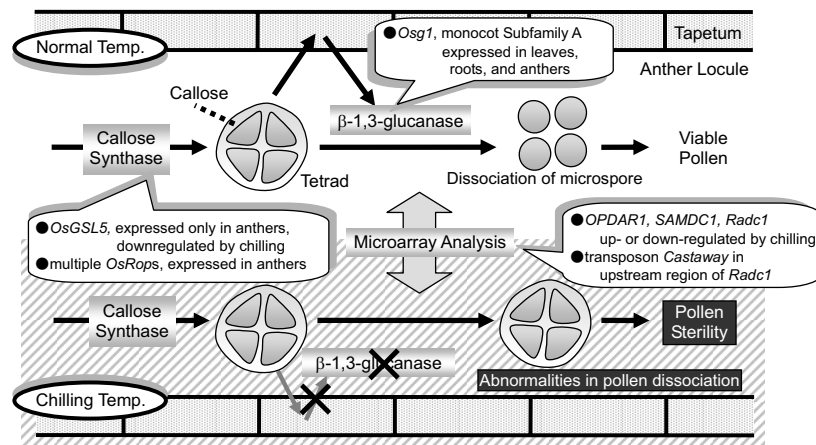 Normal Temp.
Tapetum
● Osg1, monocot Subfamily A
expressed in leaves,
roots, and anthers
Anther Locule
Callose
β-1,3-glucanase
Callose
Synthase
Viable
Pollen
Tetrad
Dissociation of microspore
● OsGSL5, expressed only in anthers,
downregulated by chilling
● multiple OsRops, expressed in anthers
Microarray Analysis
● OPDAR1, SAMDC1, Radc1
up- or down-regulated by chilling
● transposon Castaway in
upstream region of Radc1
Callose
Synthase
Pollen
Sterility
β-1,3-glucanase
Abnormalities in pollen dissociation
Chilling Temp.